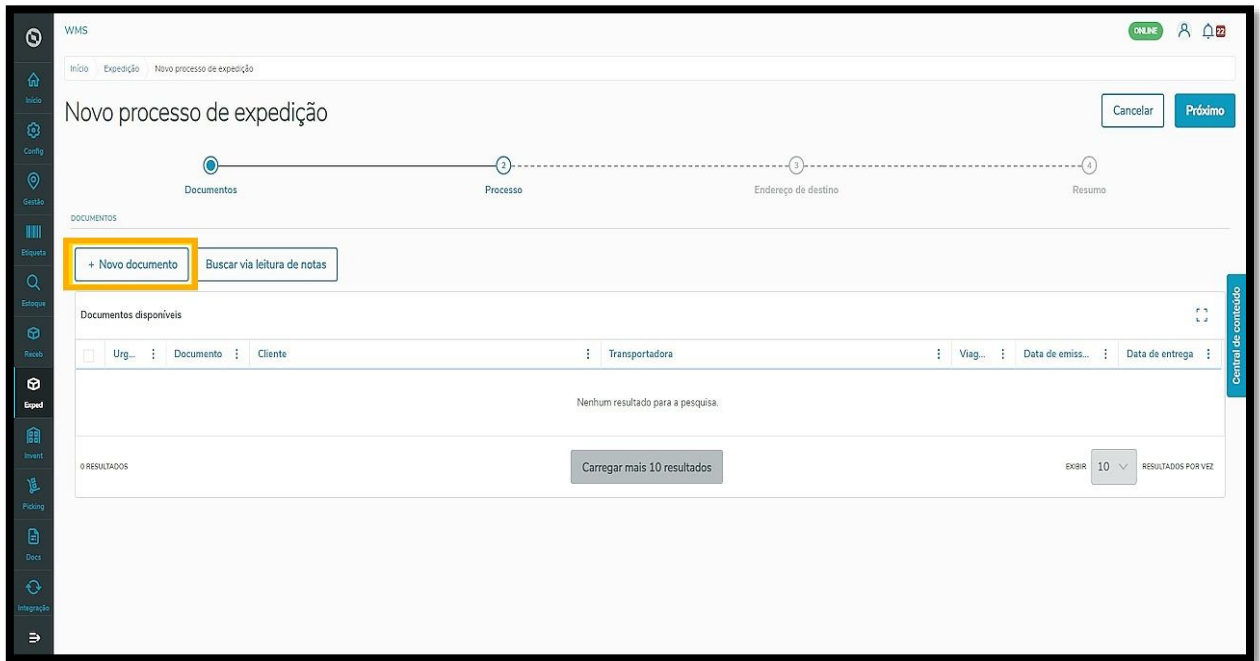 WMS
ONLINE
22
Início Expedição Novo processo de expedição
Novo processo de expedição
Cancelar
Próximo
2
3
4
Documentos
Processo
Endereço de destino
Resumo
DOCUMENTOS
+ Novo documento
Buscar via leitura de notas
Documentos disponíveis
Urg... Documento Cliente Transportadora Viag... Data de emiss... Data de entrega
Nenhum resultado para a pesquisa.
0 RESULTADOS
Carregar mais 10 resultados
EXIBIR 10 RESULTADOS POR VEZ
Central de conteúdo
Início
Config
Gestão
Etiqueta
Estoque
Receb
Exped
Invent
Picking
Docs
Integração